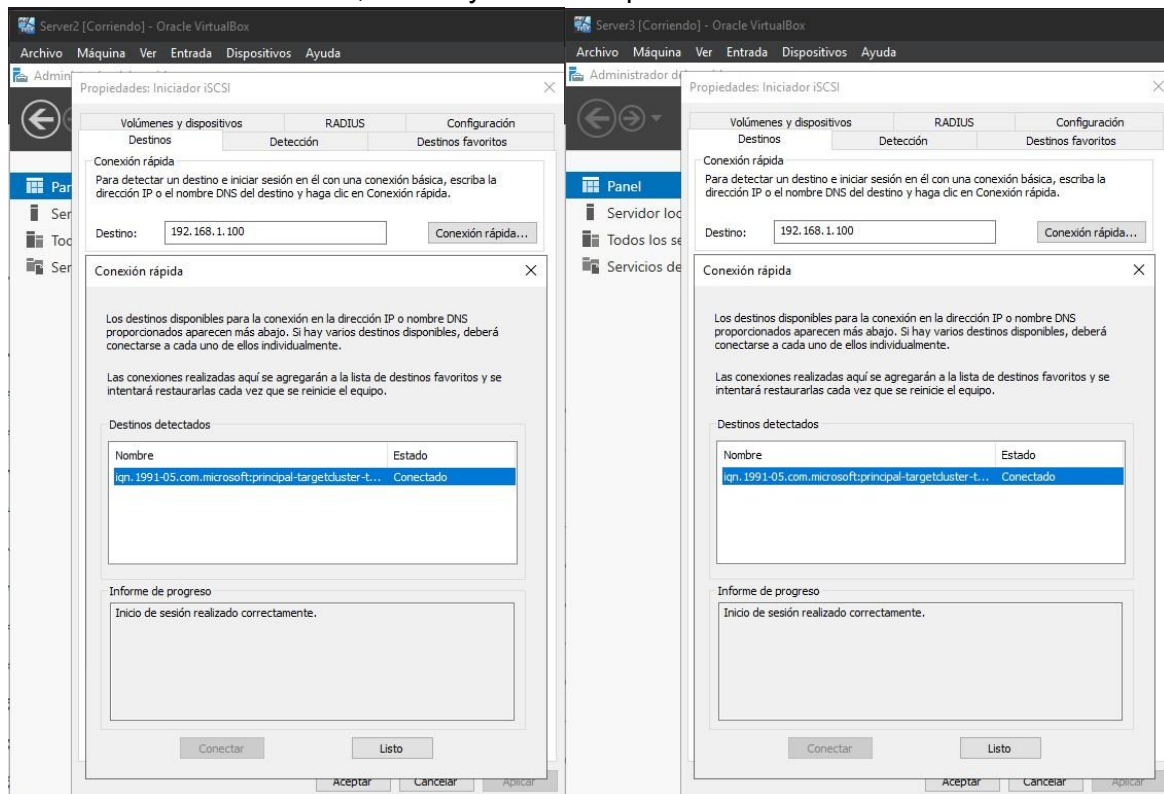 Server2 [Corriendo] - Oracle VirtualBox
Archivo Máquina Ver Entrada Dispositivos Ayuda
Propiedades: Iniciador iSCSI
Volúmenes y dispositivos RADIUS Configuración
Destinos Detección Destinos favoritos
Conexión rápida
Para detectar un destino e iniciar sesión en él con una conexión básica, escriba la
dirección IP o el nombre DNS del destino y haga clic en Conexión rápida.
Destino: 192.168.1.100 Conexión rápida...
Conexión rápida
Los destinos disponibles para la conexión en la dirección IP o nombre DNS
proporcionados aparecen más abajo. Si hay varios destinos disponibles, deberá
conectarse a cada uno de ellos individualmente.
Las conexiones realizadas aquí se agregarán a la lista de destinos favoritos y se
intentará restaurarlas cada vez que se reinicie el equipo.
Destinos detectados
Nombre Estado
iqn.1991-05.com.microsoft:principal-targetcluster-t... Conectado
Informe de progreso
Inicio de sesión realizado correctamente.
Conectar Listo
Aceptar Cancelar Aplicar
Server3 [Corriendo] - Oracle VirtualBox
Archivo Máquina Ver Entrada Dispositivos Ayuda
Administrador de
Propiedades: Iniciador iSCSI
Panel
Servidor loc
Todos los se
Servicios de
Volúmenes y dispositivos RADIUS Configuración
Destinos Detección Destinos favoritos
Conexión rápida
Para detectar un destino e iniciar sesión en él con una conexión básica, escriba la
dirección IP o el nombre DNS del destino y haga clic en Conexión rápida.
Destino: 192.168.1.100 Conexión rápida...
Conexión rápida
Los destinos disponibles para la conexión en la dirección IP o nombre DNS
proporcionados aparecen más abajo. Si hay varios destinos disponibles, deberá
conectarse a cada uno de ellos individualmente.
Las conexiones realizadas aquí se agregarán a la lista de destinos favoritos y se
intentará restaurarlas cada vez que se reinicie el equipo.
Destinos detectados
Nombre Estado
iqn.1991-05.com.microsoft:principal-targetcluster-t... Conectado
Informe de progreso
Inicio de sesión realizado correctamente.
Conectar Listo
Aceptar Cancelar Aplicar